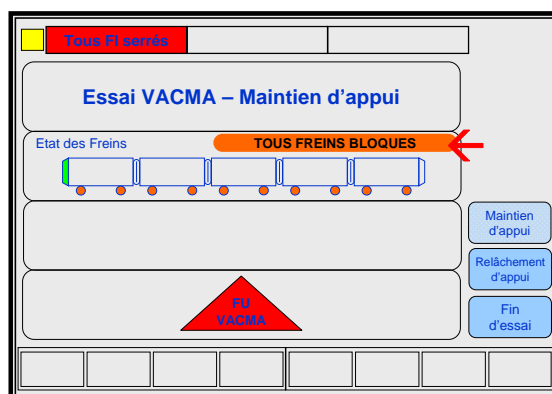 Tous FI serrés
Essai VACMA – Maintien d'appui
Etat des Freins
TOUS FREINS BLOQUES
Maintien
d'appui
Relâchement
d'appui
Fin
d'essai
FU
VACMA